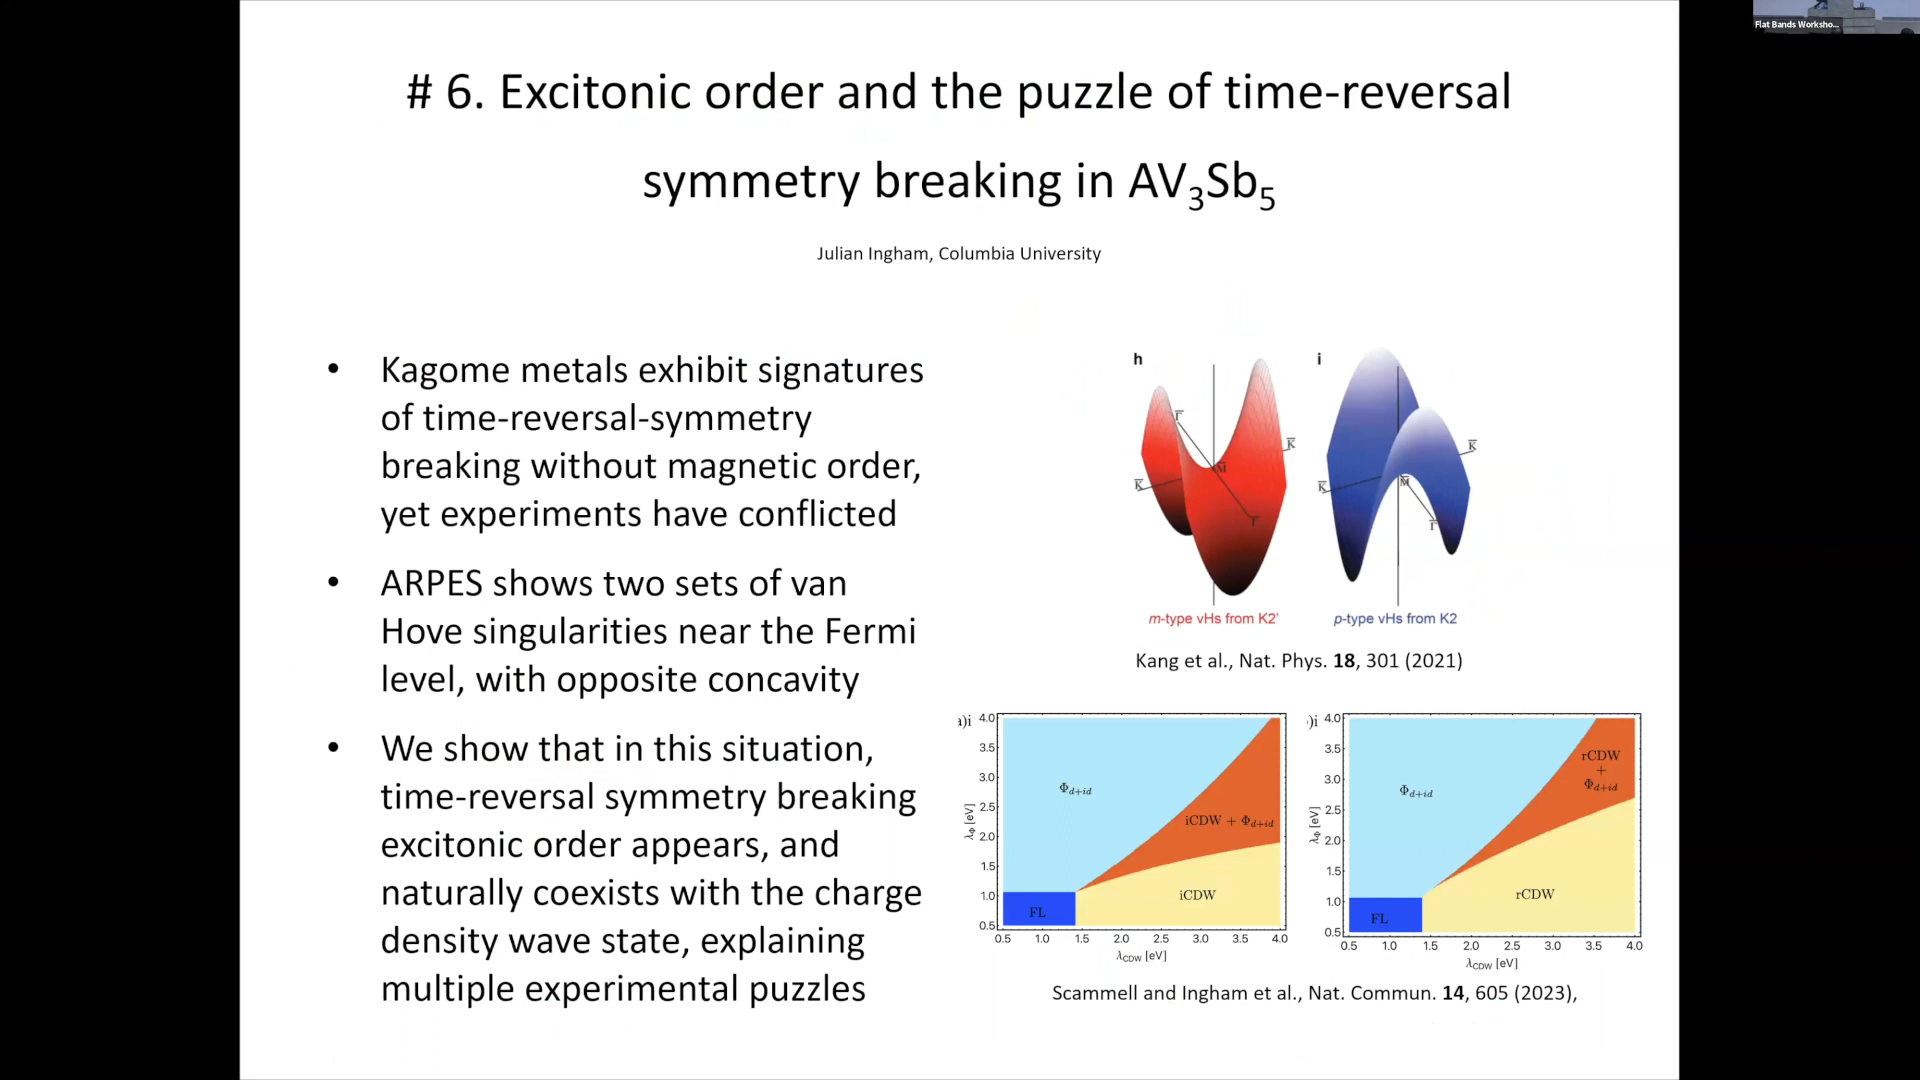 Flat Bands Worksho...
# 6. Excitonic order and the puzzle of time-reversal
symmetry breaking in AV₃Sb₅
Julian Ingham, Columbia University
• Kagome metals exhibit signatures
of time-reversal-symmetry
breaking without magnetic order,
yet experiments have conflicted
• ARPES shows two sets of van
Hove singularities near the Fermi
level, with opposite concavity
• We show that in this situation,
time-reversal symmetry breaking
excitonic order appears, and
naturally coexists with the charge
density wave state, explaining
multiple experimental puzzles
h
Γ̅
K̅
M̅
K̅
Γ̅
m-type vHs from K2'
i
K̅
K̅
M̅
Γ̅
p-type vHs from K2
Kang et al., Nat. Phys. 18, 301 (2021)
a)i
4.0
3.5
3.0
2.5
2.0
1.5
1.0
0.5
λΦ [eV]
Φd+id
iCDW + Φd+id
iCDW
FL
0.5 1.0 1.5 2.0 2.5 3.0 3.5 4.0
λCDW [eV]
)i
4.0
3.5
3.0
2.5
2.0
1.5
1.0
0.5
λΦ [eV]
Φd+id
rCDW
+
Φd+id
rCDW
FL
0.5 1.0 1.5 2.0 2.5 3.0 3.5 4.0
λCDW [eV]
Scammell and Ingham et al., Nat. Commun. 14, 605 (2023),